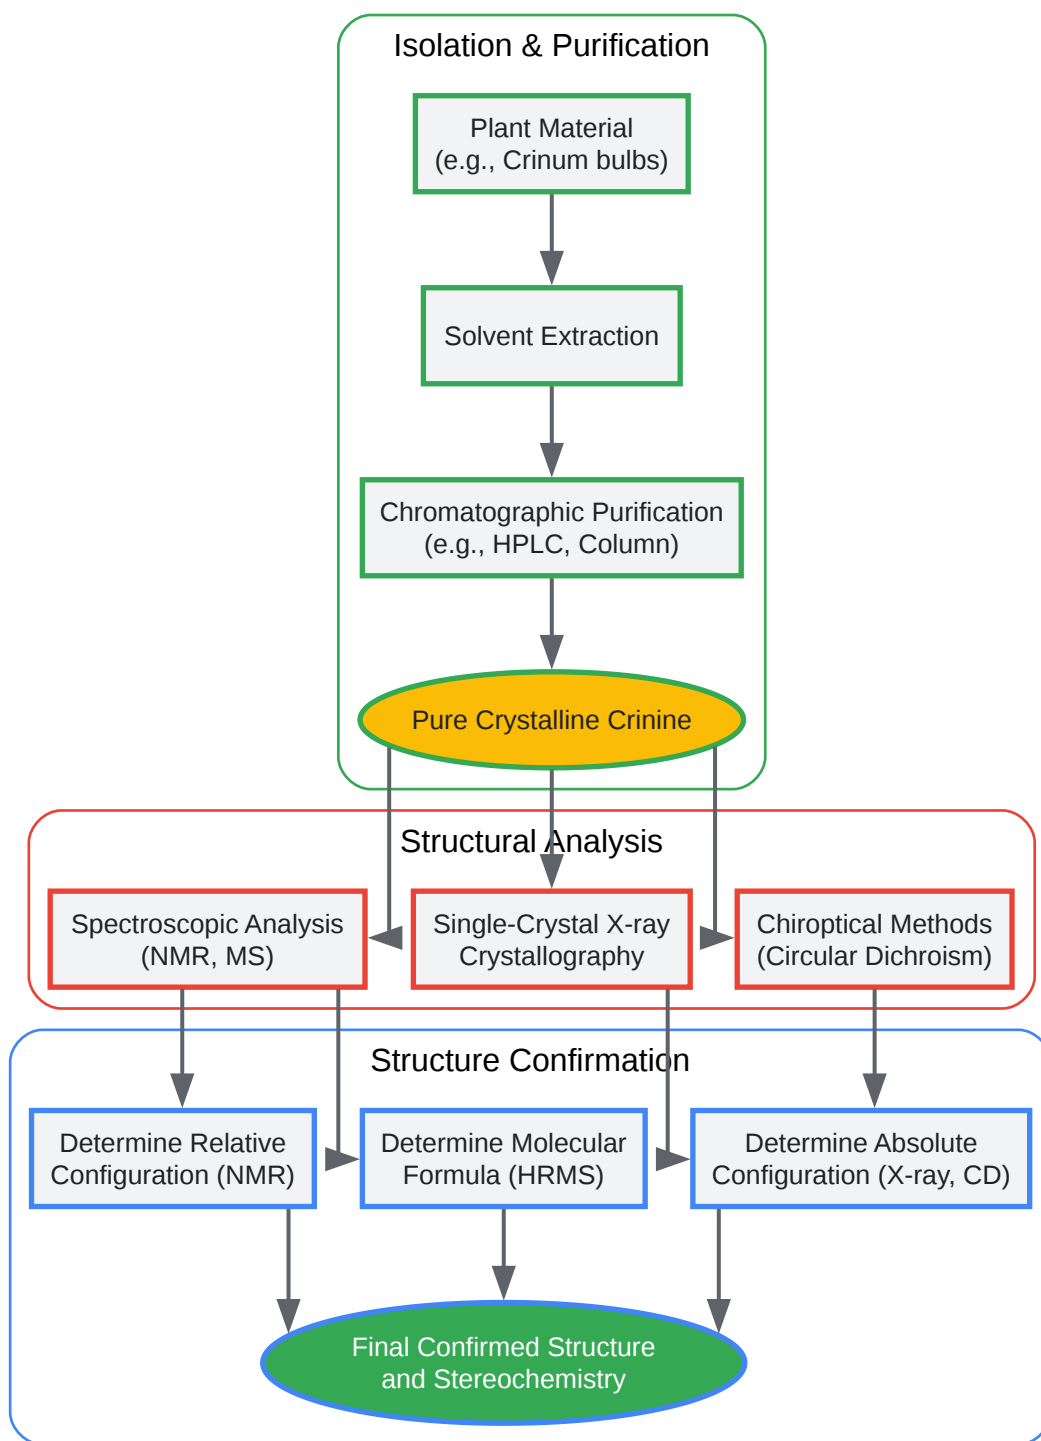 Isolation & Purification
Plant Material
(e.g., Crinum bulbs)
Solvent Extraction
Chromatographic Purification
(e.g., HPLC, Column)
Pure Crystalline Crinine
Structural Analysis
Spectroscopic Analysis
(NMR, MS)
Single-Crystal X-ray
Crystallography
Chiroptical Methods
(Circular Dichroism)
Structure Confirmation
Determine Relative
Configuration (NMR)
Determine Molecular
Formula (HRMS)
Determine Absolute
Configuration (X-ray, CD)
Final Confirmed Structure
and Stereochemistry